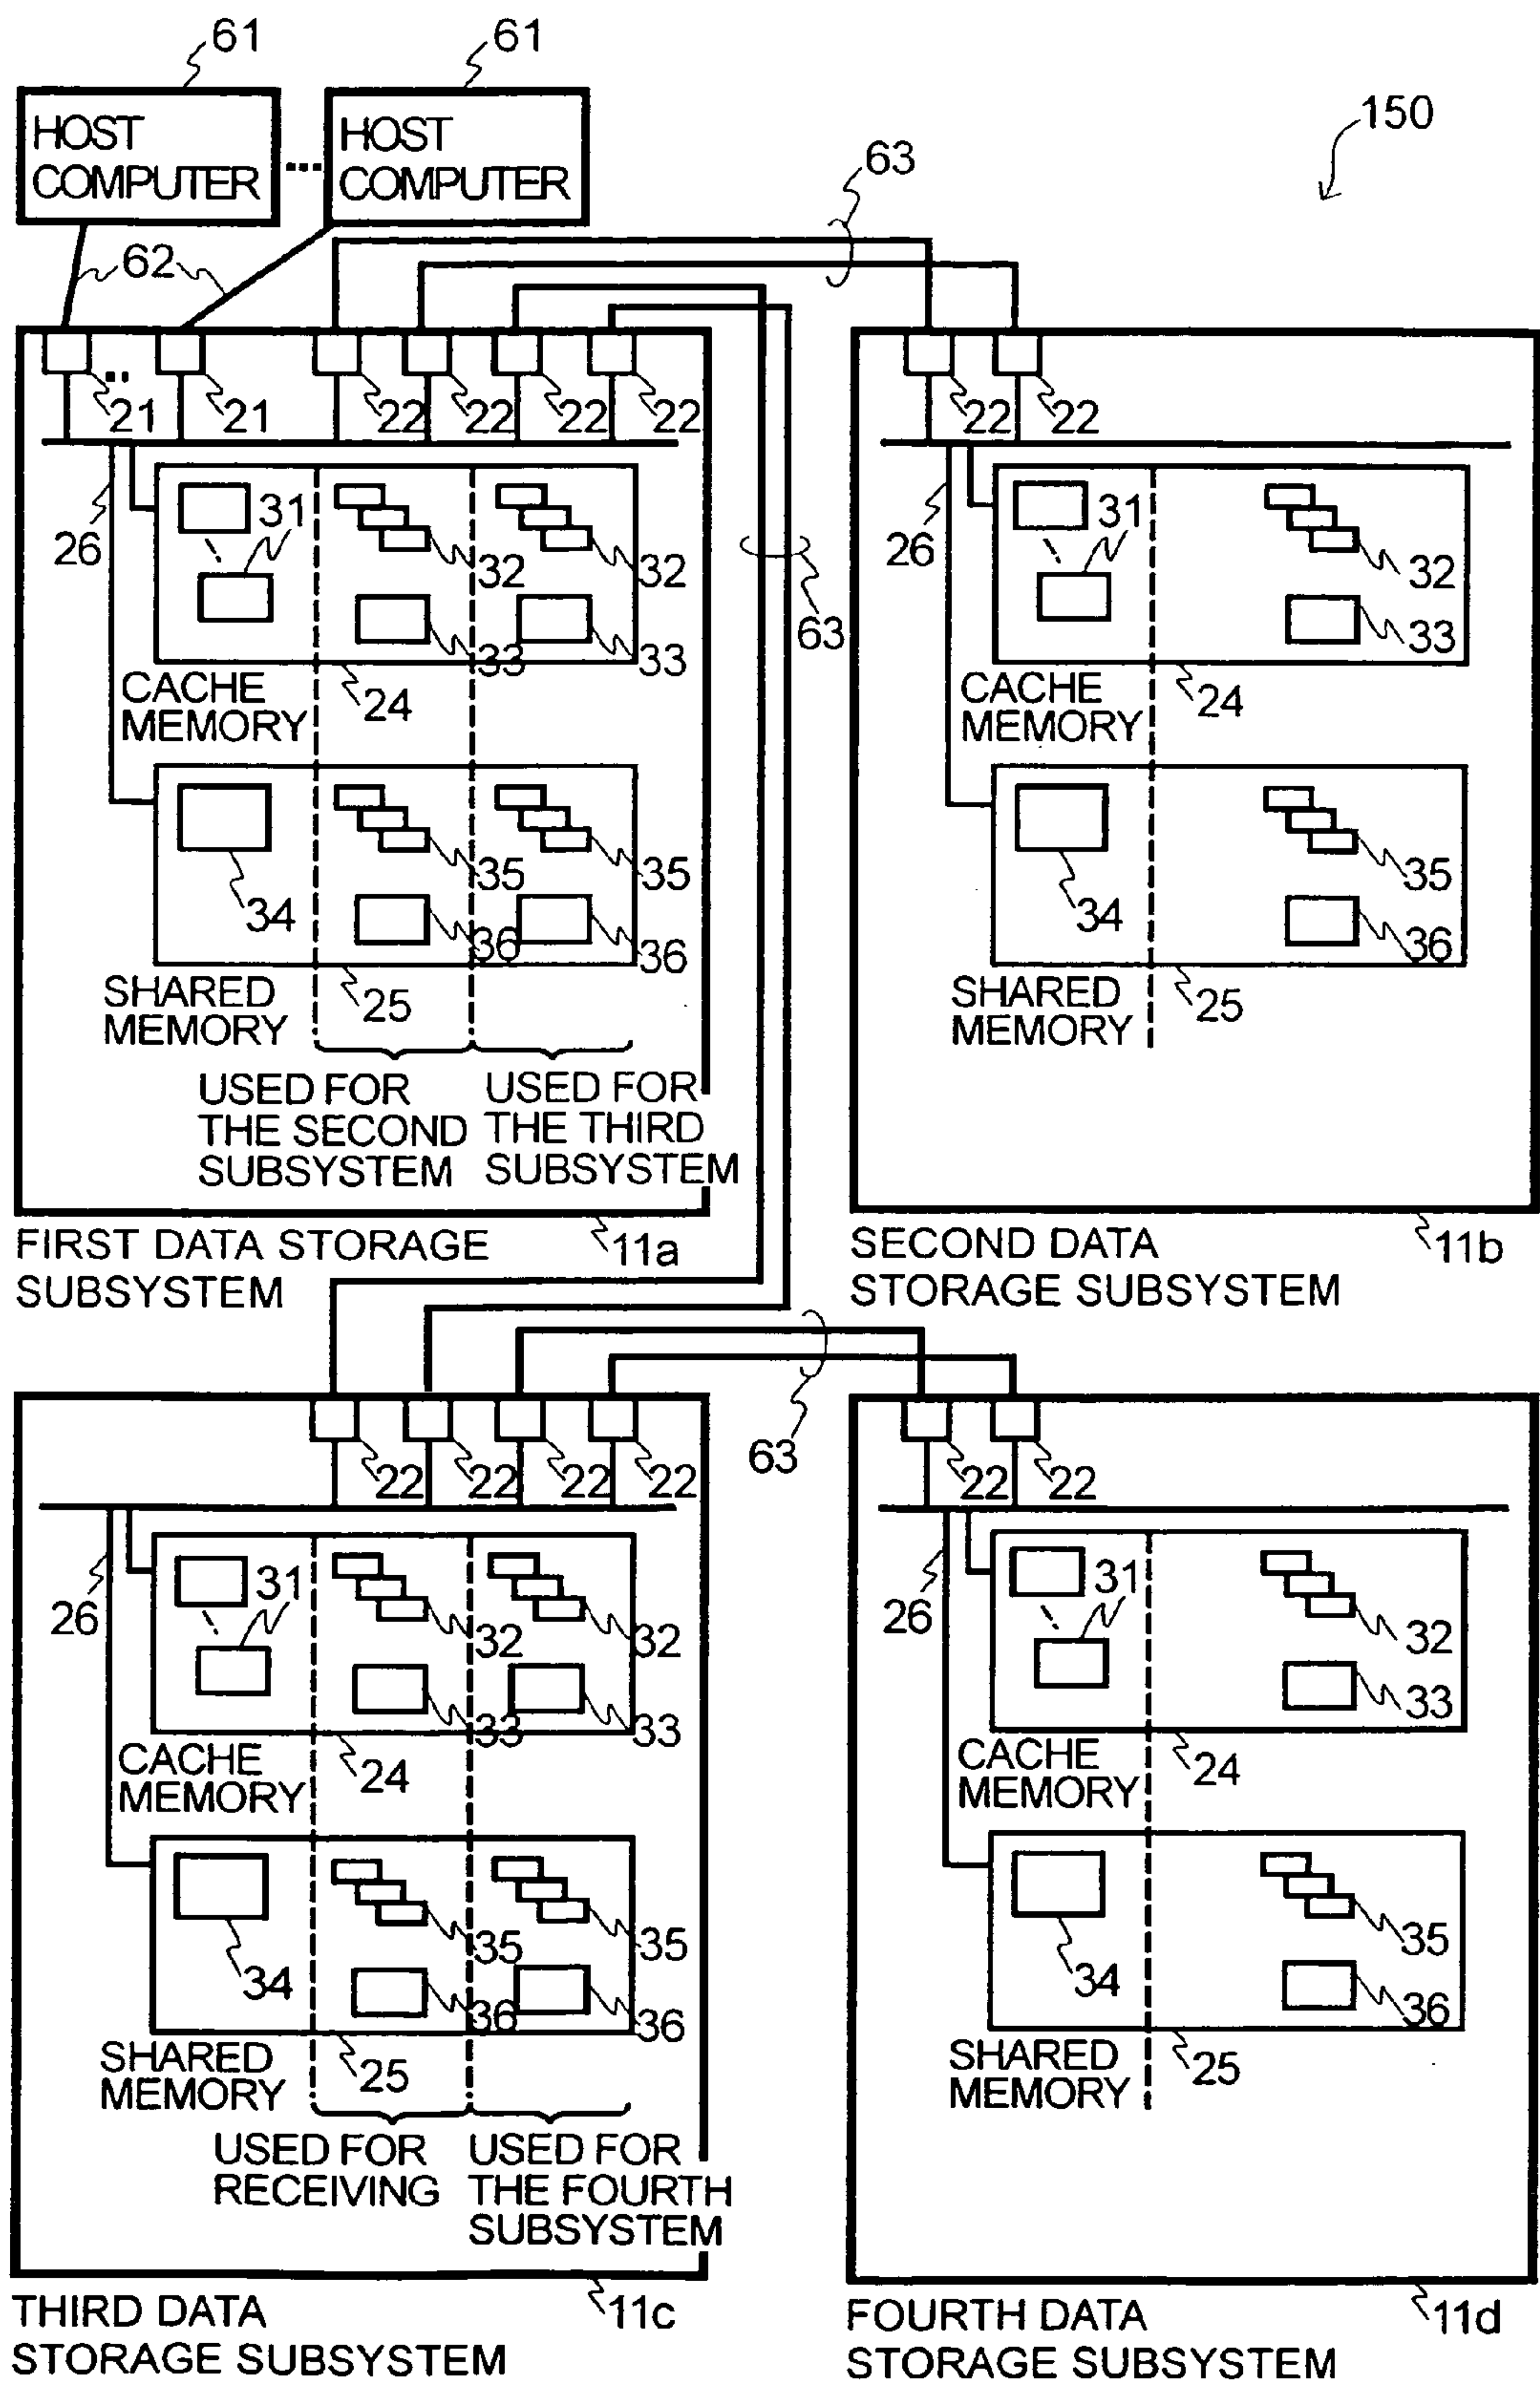 61
61
150
HOST
COMPUTER
...
HOST
COMPUTER
63
62
21
21
22
22
22
22
22
22
26
31
32
32
33
33
63
CACHE
MEMORY
24
34
35
35
36
36
SHARED
MEMORY
25
USED FOR
THE SECOND
SUBSYSTEM
USED FOR
THE THIRD
SUBSYSTEM
26
31
32
33
CACHE
MEMORY
24
34
35
36
SHARED
MEMORY
25
FIRST DATA STORAGE
SUBSYSTEM
11a
SECOND DATA
STORAGE SUBSYSTEM
11b
63
22
22
22
22
22
22
26
31
32
32
33
33
CACHE
MEMORY
24
34
35
35
36
36
SHARED
MEMORY
25
USED FOR
RECEIVING
USED FOR
THE FOURTH
SUBSYSTEM
26
31
32
33
CACHE
MEMORY
24
34
35
36
SHARED
MEMORY
25
THIRD DATA
STORAGE SUBSYSTEM
11c
FOURTH DATA
STORAGE SUBSYSTEM
11d